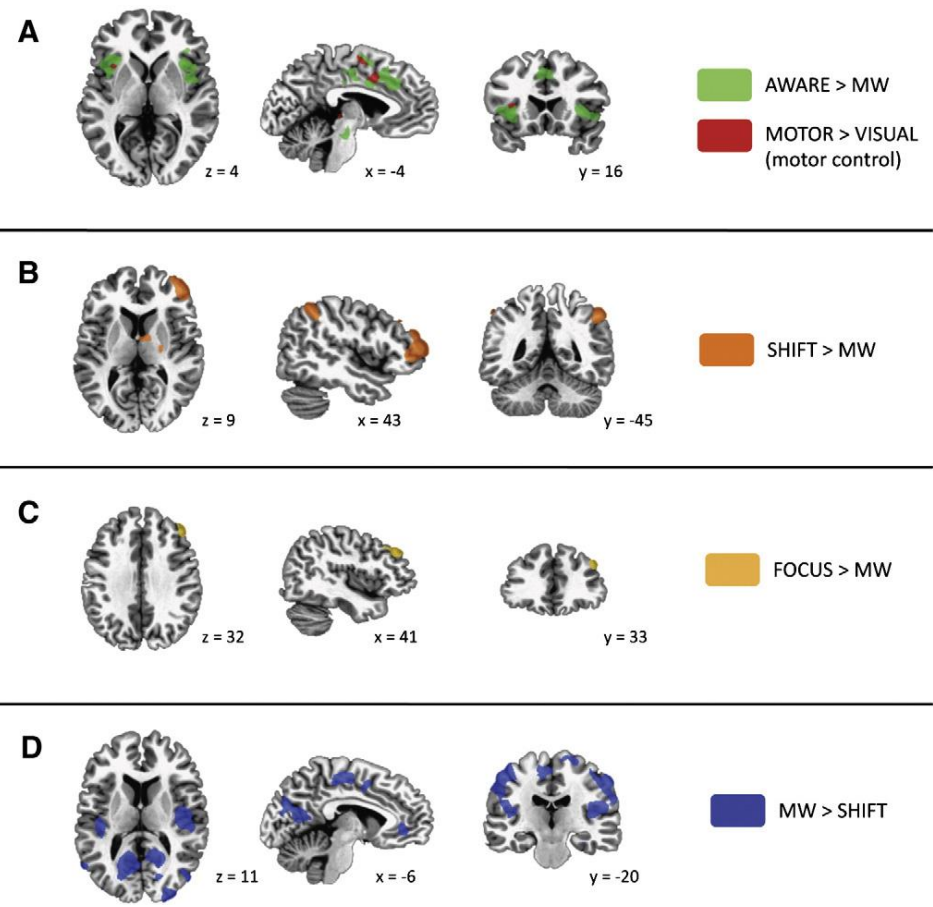 A
AWARE > MW
MOTOR > VISUAL
(motor control)
z = 4
x = -4
y = 16
B
SHIFT > MW
z = 9
x = 43
y = -45
C
FOCUS > MW
z = 32
x = 41
y = 33
D
MW > SHIFT
z = 11
x = -6
y = -20